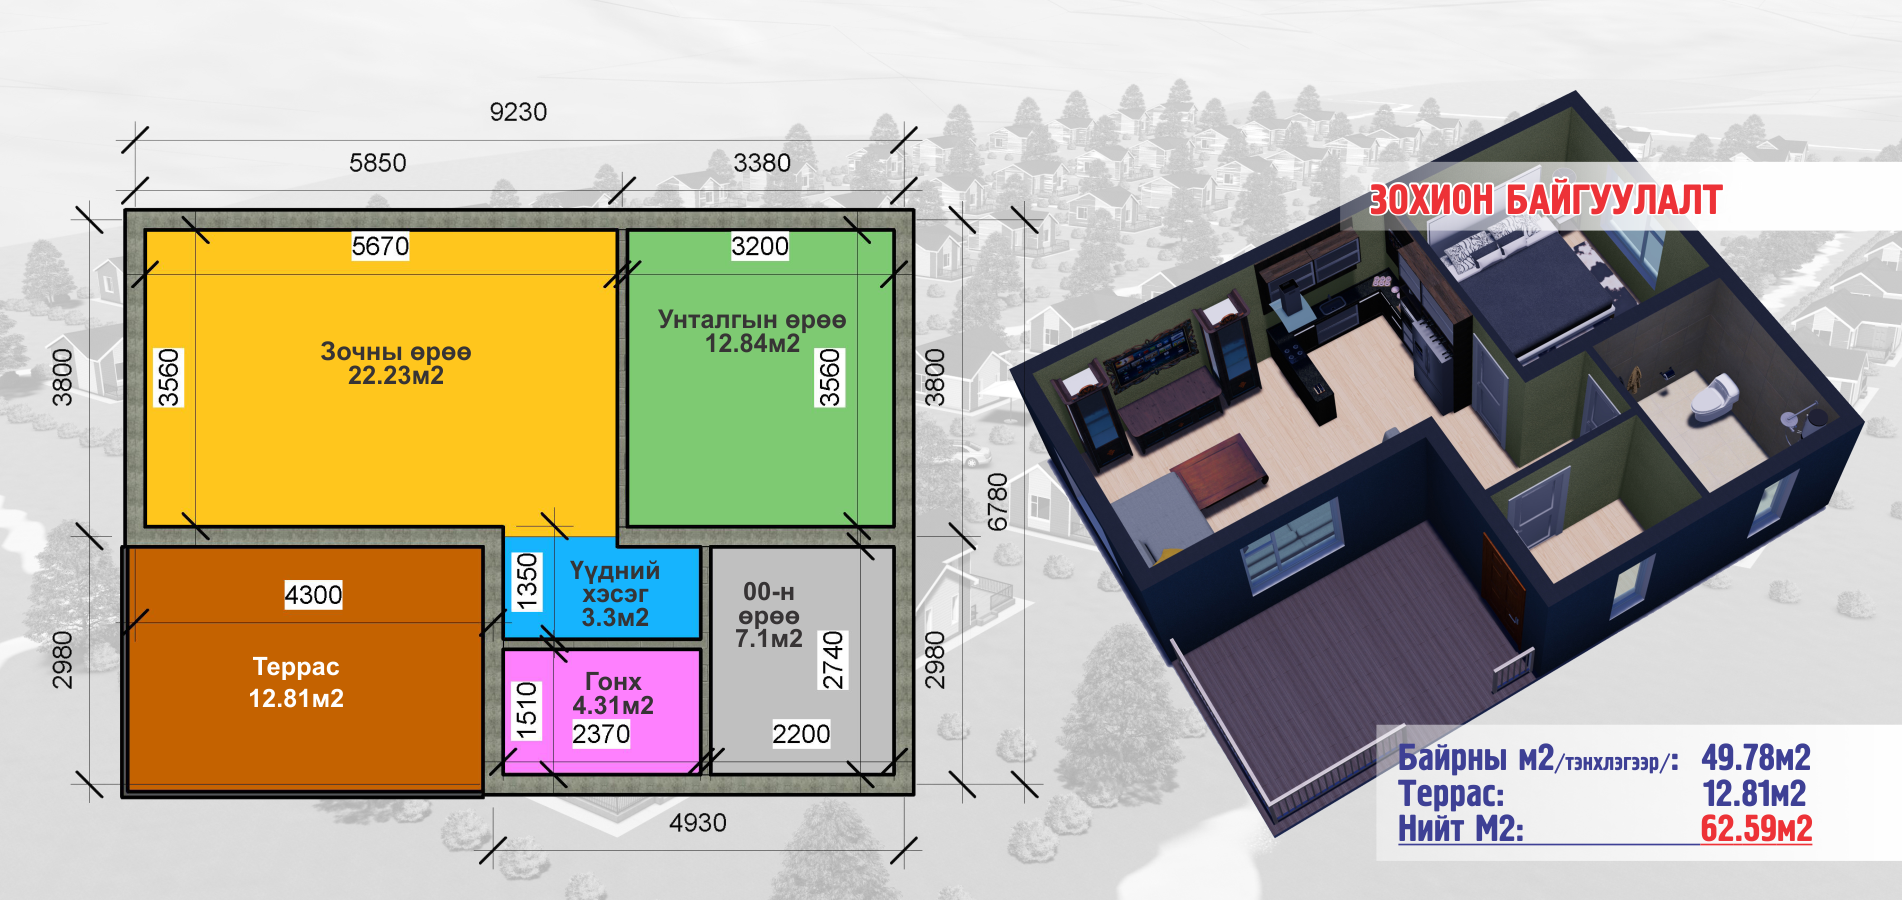 9230
5850
3380
5670
3200
3800
3560
Зочны өрөө
22.23м2
Унталгын өрөө
12.84м2
3560
3800
6780
4300
1350
Үүдний
хэсэг
3.3м2
00-н
өрөө
7.1м2
2740
2980
Террас
12.81м2
1510
Гонх
4.31м2
2370
2200
2980
4930
ЗОХИОН БАЙГУУЛАЛТ
Байрны м2/тэнхлэгээр/: 49.78м2
Террас: 12.81м2
Нийт М2: 62.59м2